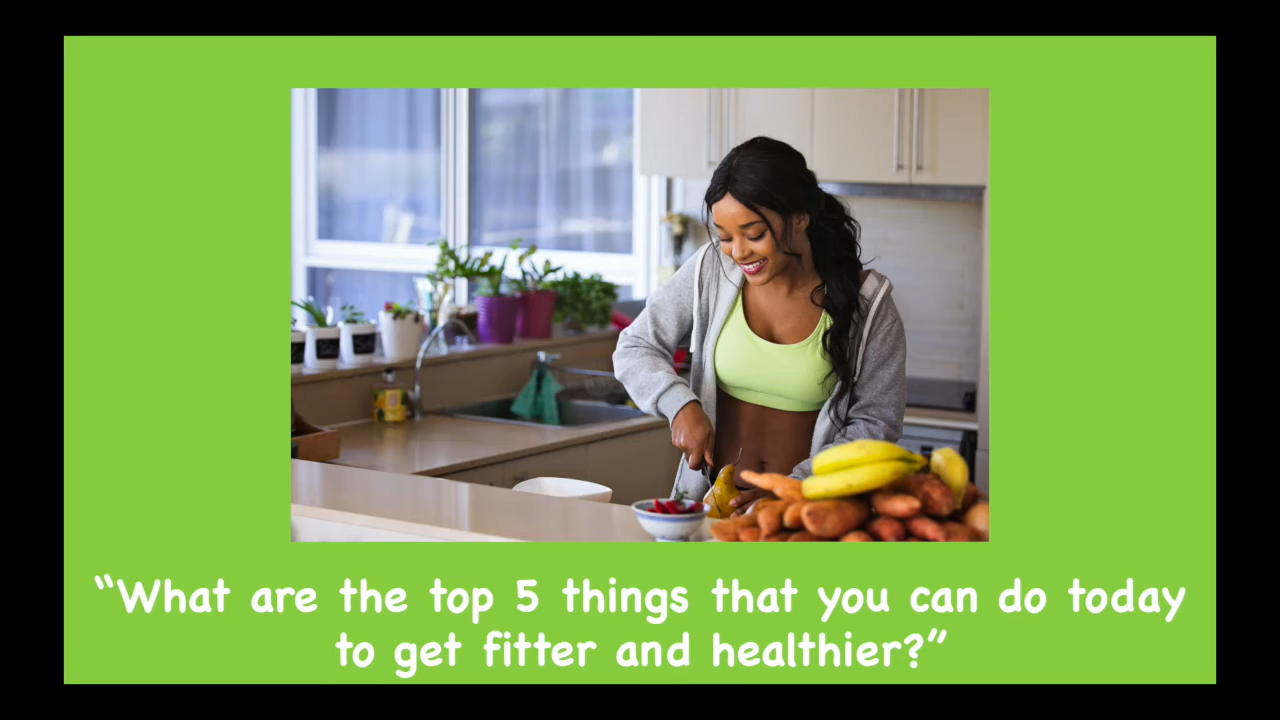 “What are the top 5 things that you can do today
to get fitter and healthier?”